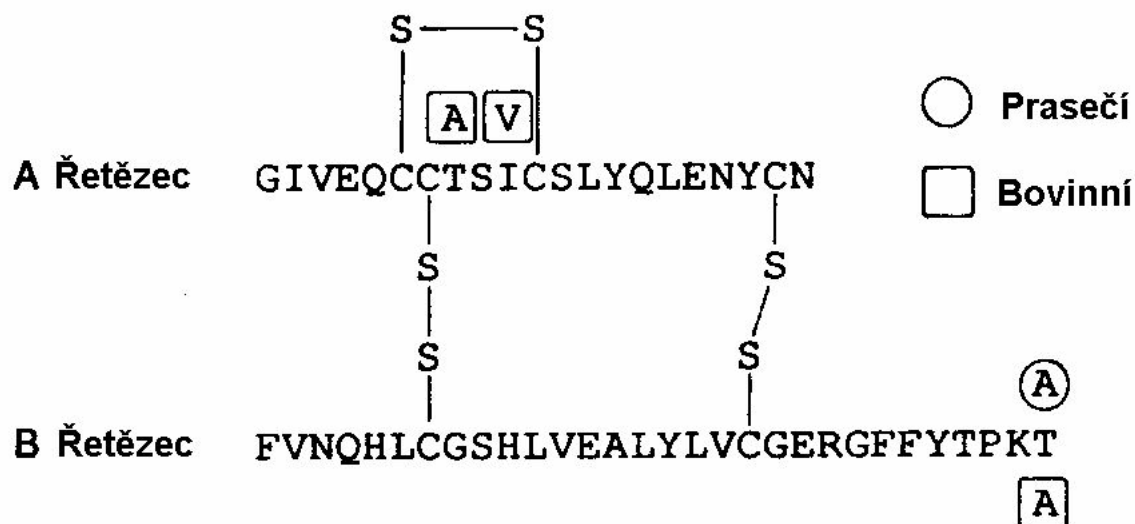 S S
A V
Prasečí
A Řetězec GIVEQCCTSICSLYQLENYCN
Bovinní
S S
S S
A
B Řetězec FVNQHLCGSHLVEALYLVCGERGFFYTPKT
A